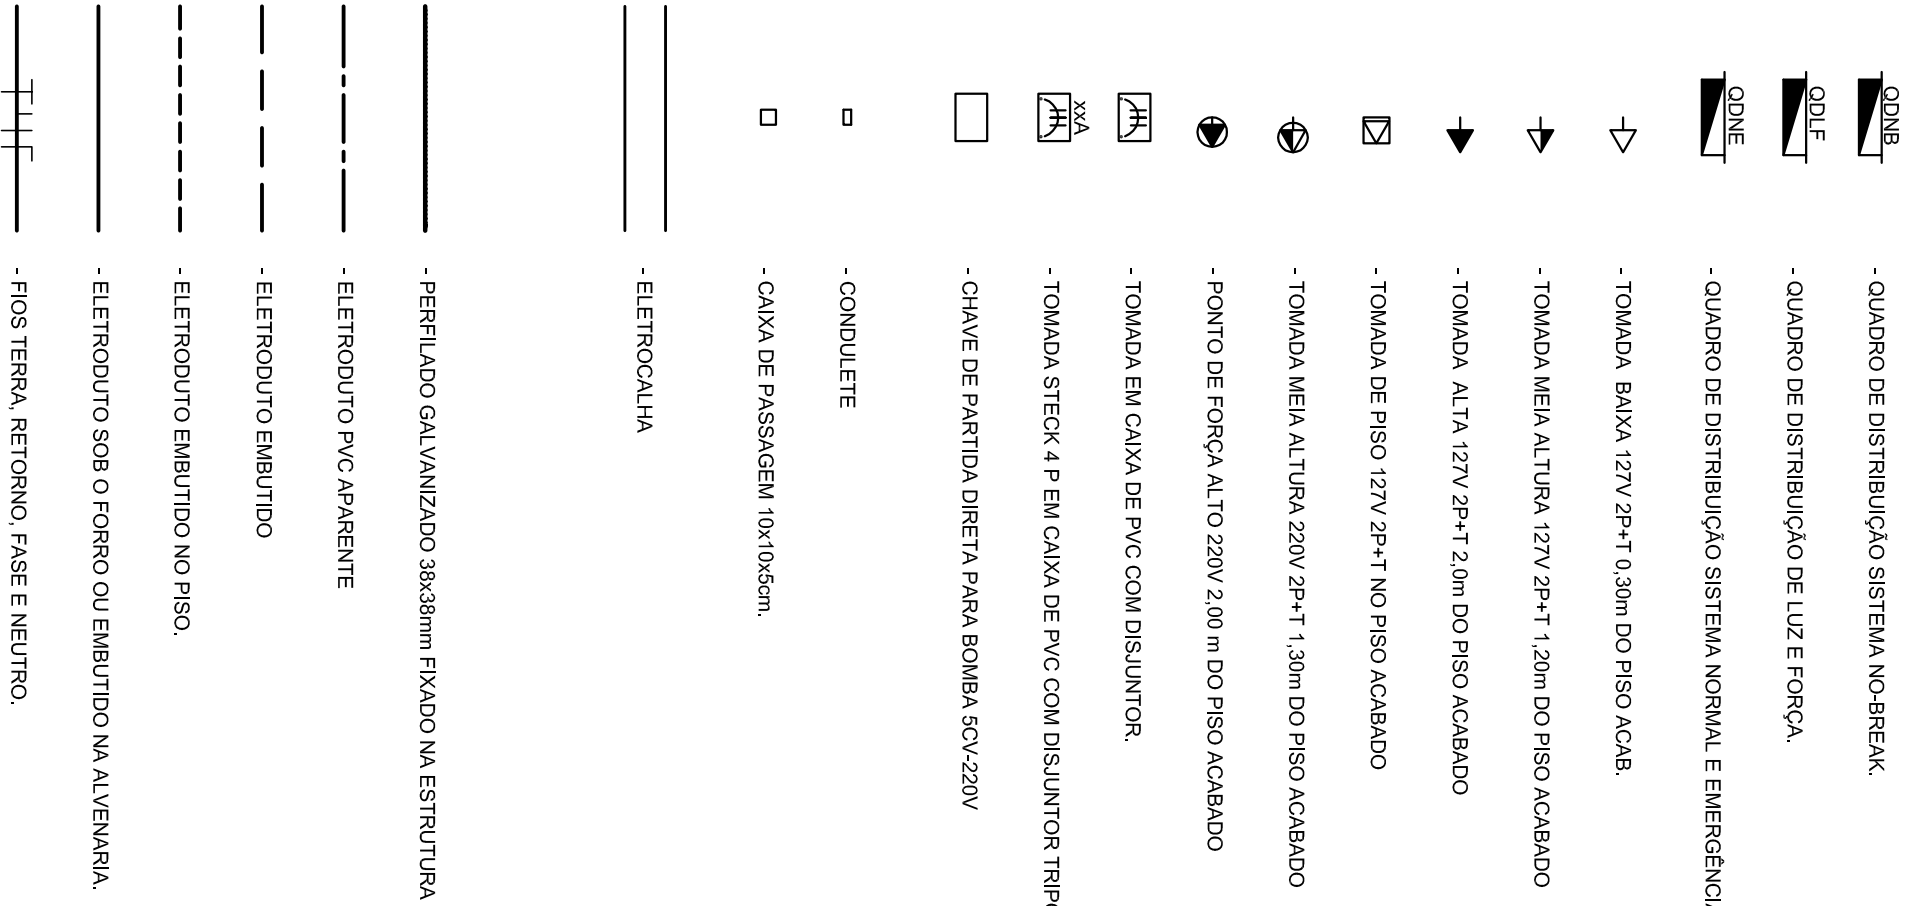 QDNB - QUADRO DE DISTRIBUIÇÃO SISTEMA NO-BREAK.
QDLF - QUADRO DE DISTRIBUIÇÃO DE LUZ E FORÇA.
QDNE - QUADRO DE DISTRIBUIÇÃO SISTEMA NORMAL E EMERGÊNCIA
- TOMADA BAIXA 127V 2P+T 0,30m DO PISO ACAB.
- TOMADA MEIA ALTURA 127V 2P+T 1,20m DO PISO ACABADO
- TOMADA ALTA 127V 2P+T 2,0m DO PISO ACABADO
- TOMADA DE PISO 127V 2P+T NO PISO ACABADO
- TOMADA MEIA ALTURA 220V 2P+T 1,30m DO PISO ACABADO
- PONTO DE FORÇA ALTO 220V 2,00 m DO PISO ACABADO
- TOMADA EM CAIXA DE PVC COM DISJUNTOR.
xxA - TOMADA STECK 4 P EM CAIXA DE PVC COM DISJUNTOR
- CHAVE DE PARTIDA DIRETA PARA BOMBA 5CV-220V
- CONDULETE
- CAIXA DE PASSAGEM 10x10x5cm.
- ELETROCALHA
- PERFILADO GALVANIZADO 38x38mm FIXADO NA ESTRUTURA
- ELETRODUTO PVC APARENTE
- ELETRODUTO EMBUTIDO
- ELETRODUTO EMBUTIDO NO PISO.
- ELETRODUTO SOB O FORRO OU EMBUTIDO NA ALVENARIA.
- FIOS TERRA, RETORNO, FASE E NEUTRO.